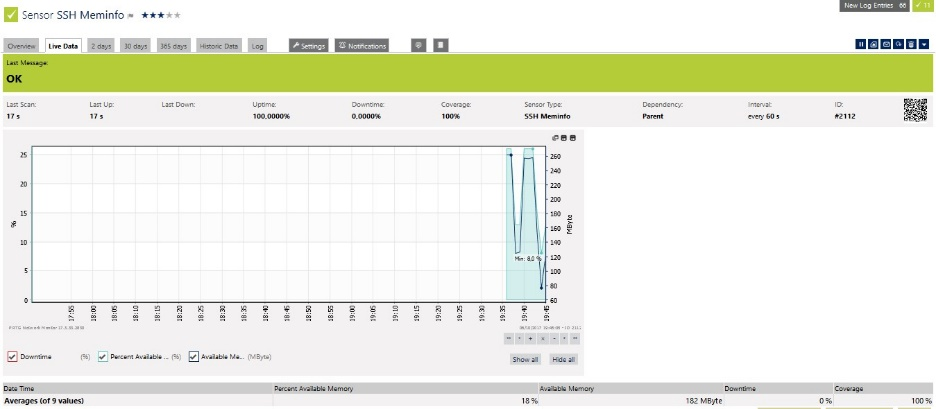 New Log Entries 66 11
Sensor SSH Meminfo
Overview Live Data 2 days 30 days 365 days Historic Data Log Settings Notifications
Last Message:
OK
Last Scan: Last Up: Last Down: Uptime: Downtime: Coverage: Sensor Type: Dependency: Interval: ID:
17 s 17 s 100,0000% 0,0000% 100% SSH Meminfo Parent every 60 s #2112
25
20
15
10
5
0
%
260
240
220
200
180
160
140
120
100
80
60
MByte
Min: 8,0 %
17:55 18:00 18:05 18:10 18:15 18:20 18:25 18:30 18:35 18:40 18:45 18:50 18:55 19:00 19:05 19:10 19:15 19:20 19:25 19:30 19:35 19:40 19:45
Downtime (%) Percent Available ... (%) Available Me... (MByte)
Show all Hide all
Date Time Percent Available Memory Available Memory Downtime Coverage
Averages (of 9 values) 18 % 182 MByte 0 % 100 %